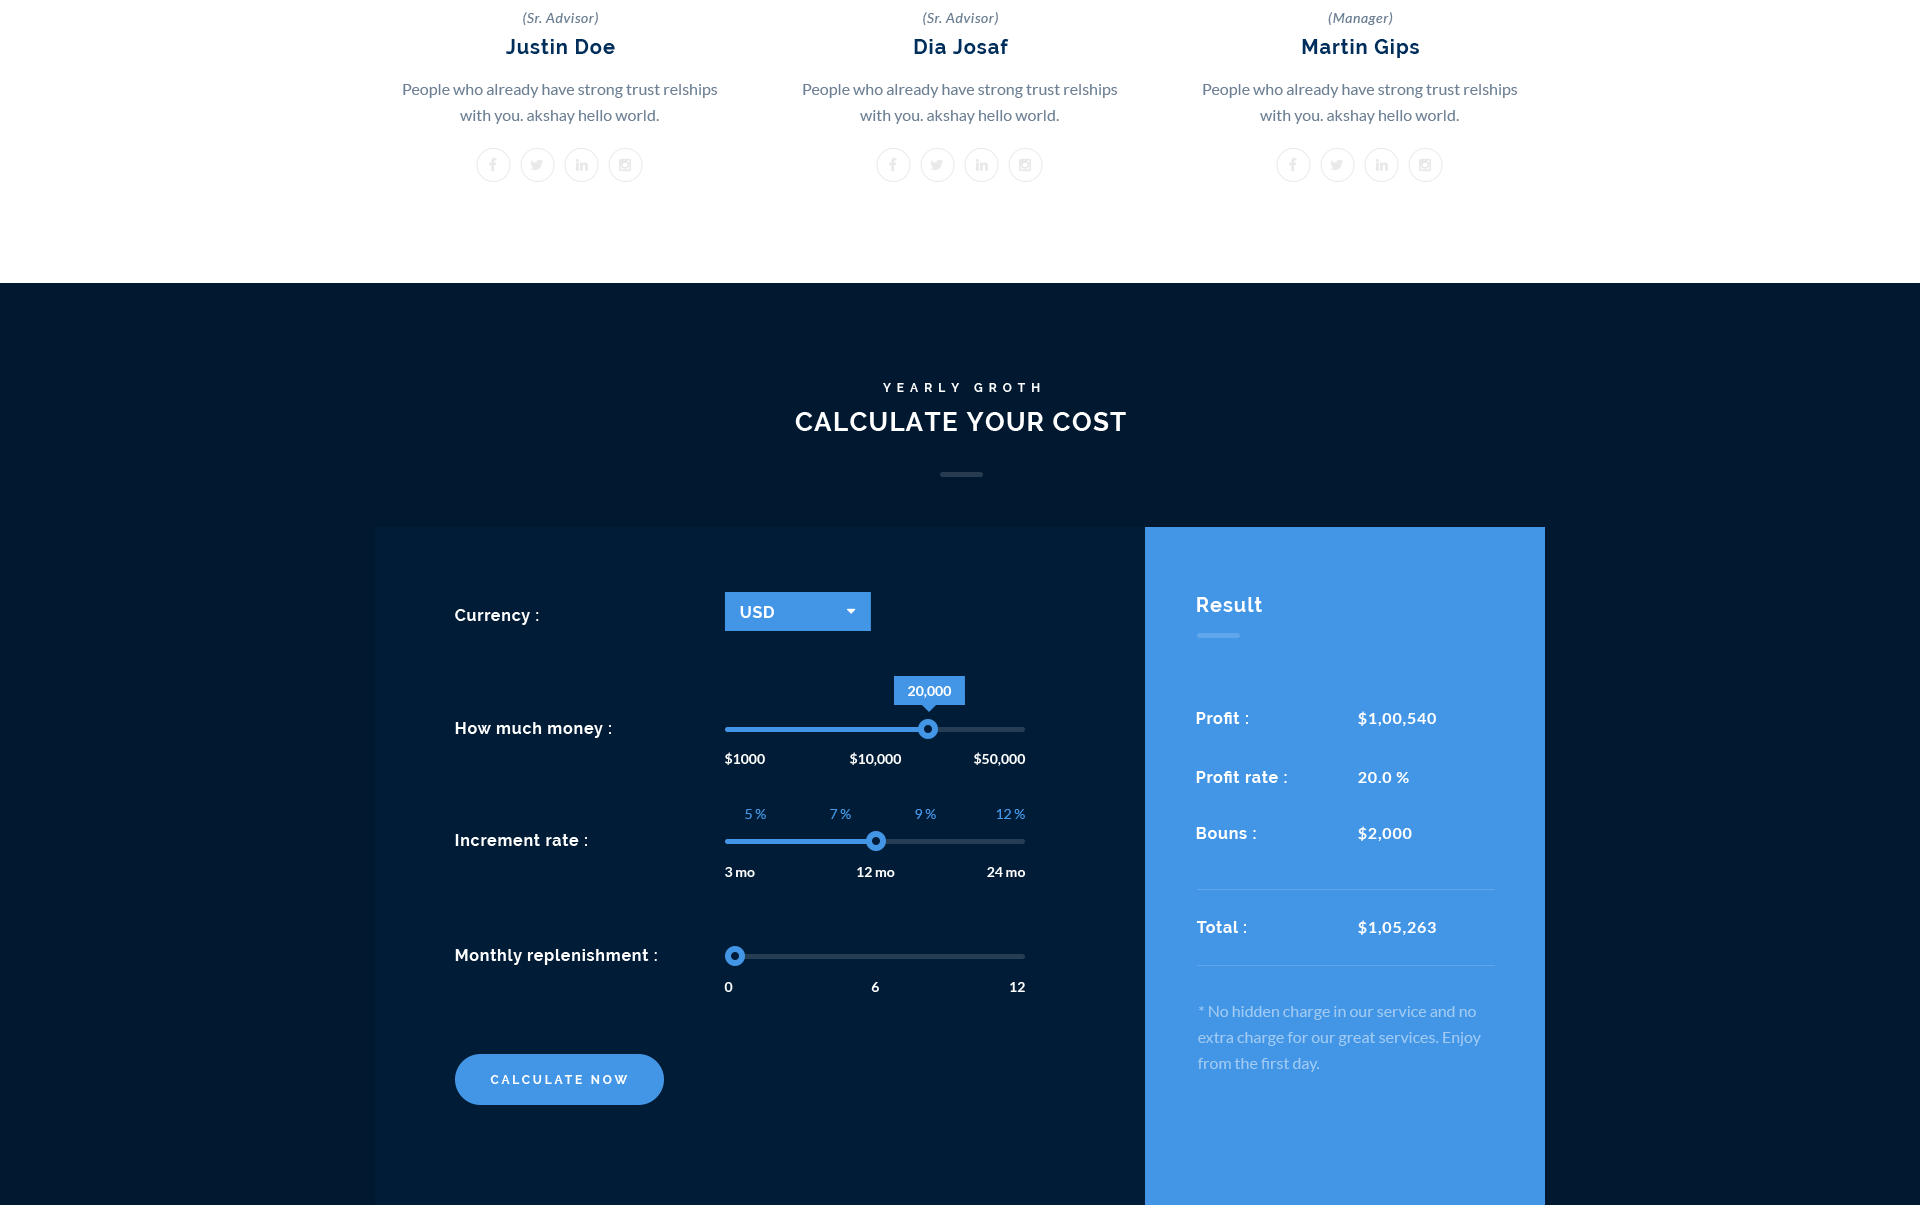 (Sr. Advisor)
Justin Doe
People who already have strong trust relships
with you. akshay hello world.
(Sr. Advisor)
Dia Josaf
People who already have strong trust relships
with you. akshay hello world.
(Manager)
Martin Gips
People who already have strong trust relships
with you. akshay hello world.
YEARLY GROTH
CALCULATE YOUR COST
Currency :
USD
20,000
How much money :
$1000 $10,000 $50,000
5 % 7 % 9 % 12 %
Increment rate :
3 mo 12 mo 24 mo
Monthly replenishment :
0 6 12
CALCULATE NOW
Result
Profit : $1,00,540
Profit rate : 20.0 %
Bouns : $2,000
Total : $1,05,263
* No hidden charge in our service and no
extra charge for our great services. Enjoy
from the first day.